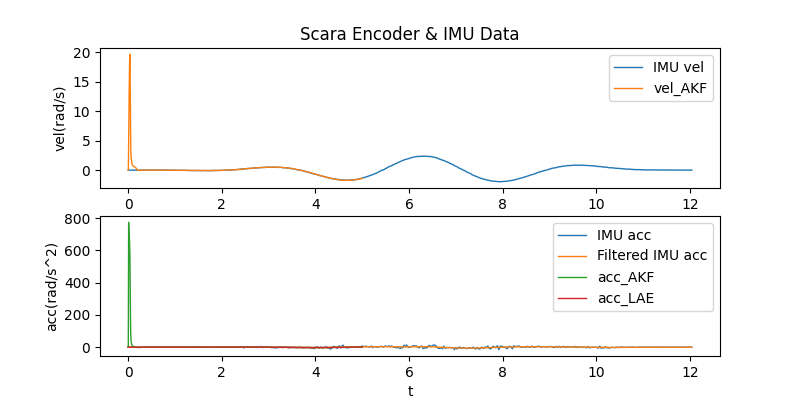 Scara Encoder & IMU Data
vel(rad/s)
20
15
10
5
0
IMU vel
vel_AKF
0 2 4 6 8 10 12
acc(rad/s^2)
800
600
400
200
0
IMU acc
Filtered IMU acc
acc_AKF
acc_LAE
0 2 4 6 8 10 12
t